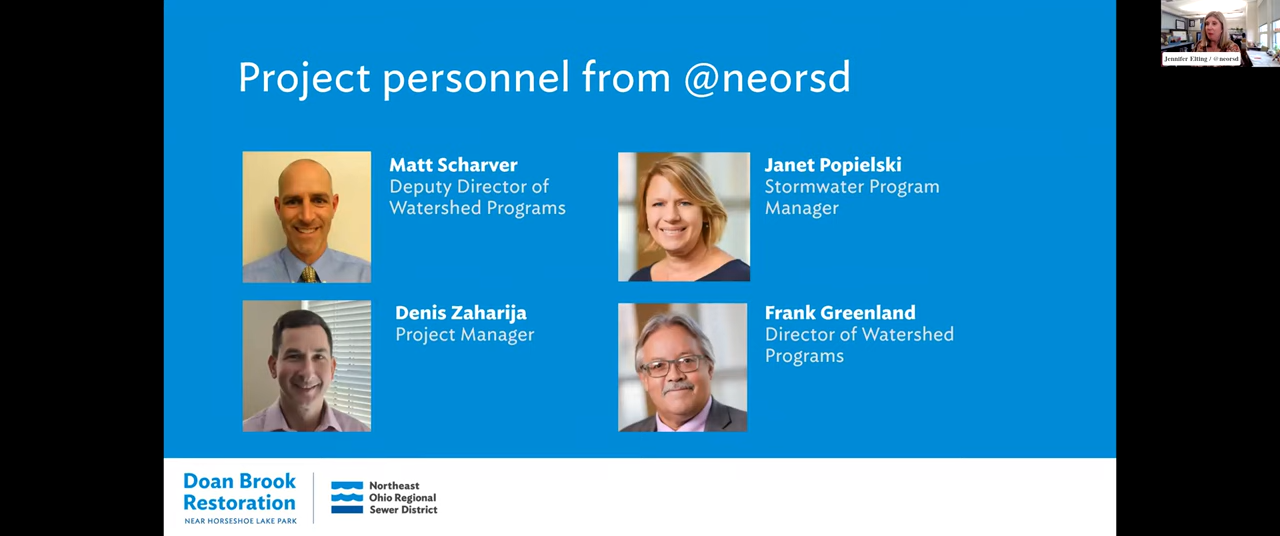 Project personnel from @neorsd
Matt Scharver
Deputy Director of
Watershed Programs
Janet Popielski
Stormwater Program
Manager
Denis Zaharija
Project Manager
Frank Greenland
Director of Watershed
Programs
Doan Brook
Restoration
NEAR HORSESHOE LAKE PARK
Northeast
Ohio Regional
Sewer District
Jennifer Elting / @neorsd